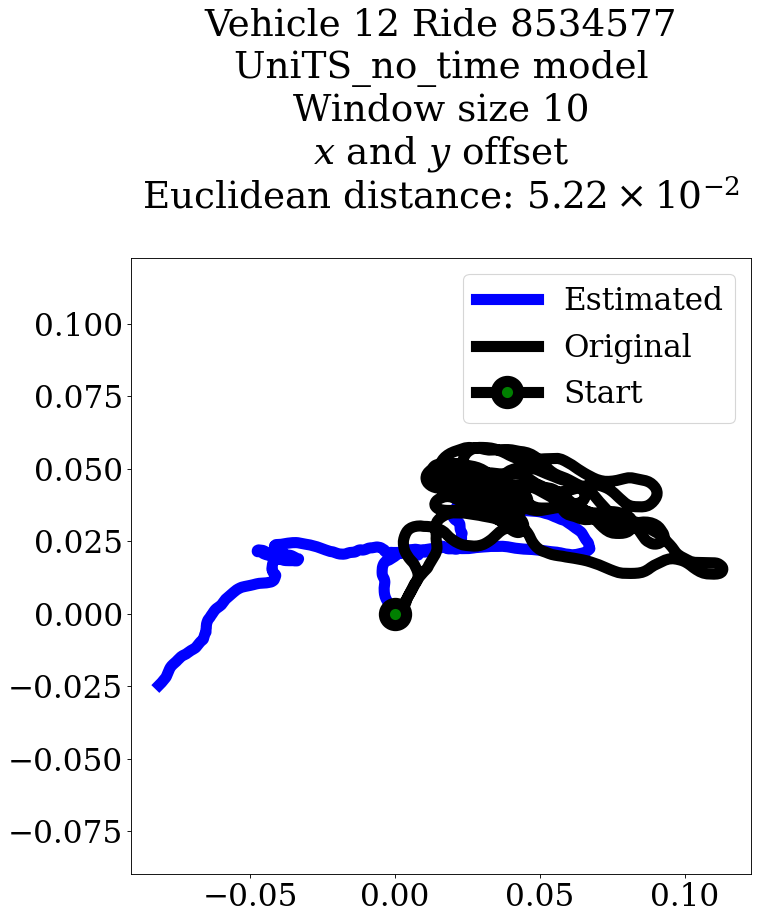 Vehicle 12 Ride 8534577
UniTS_no_time model
Window size 10
x and y offset
Euclidean distance: 5.22 × 10⁻²
Estimated
Original
Start
0.100
0.075
0.050
0.025
0.000
−0.025
−0.050
−0.075
−0.05 0.00 0.05 0.10